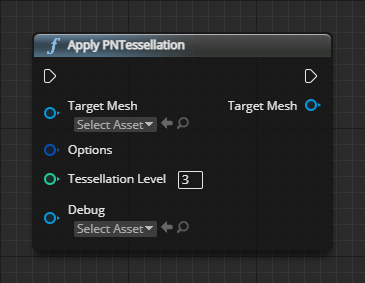 f Apply PNTessellation
Target Mesh Target Mesh
Select Asset
Options
Tessellation Level 3
Debug
Select Asset